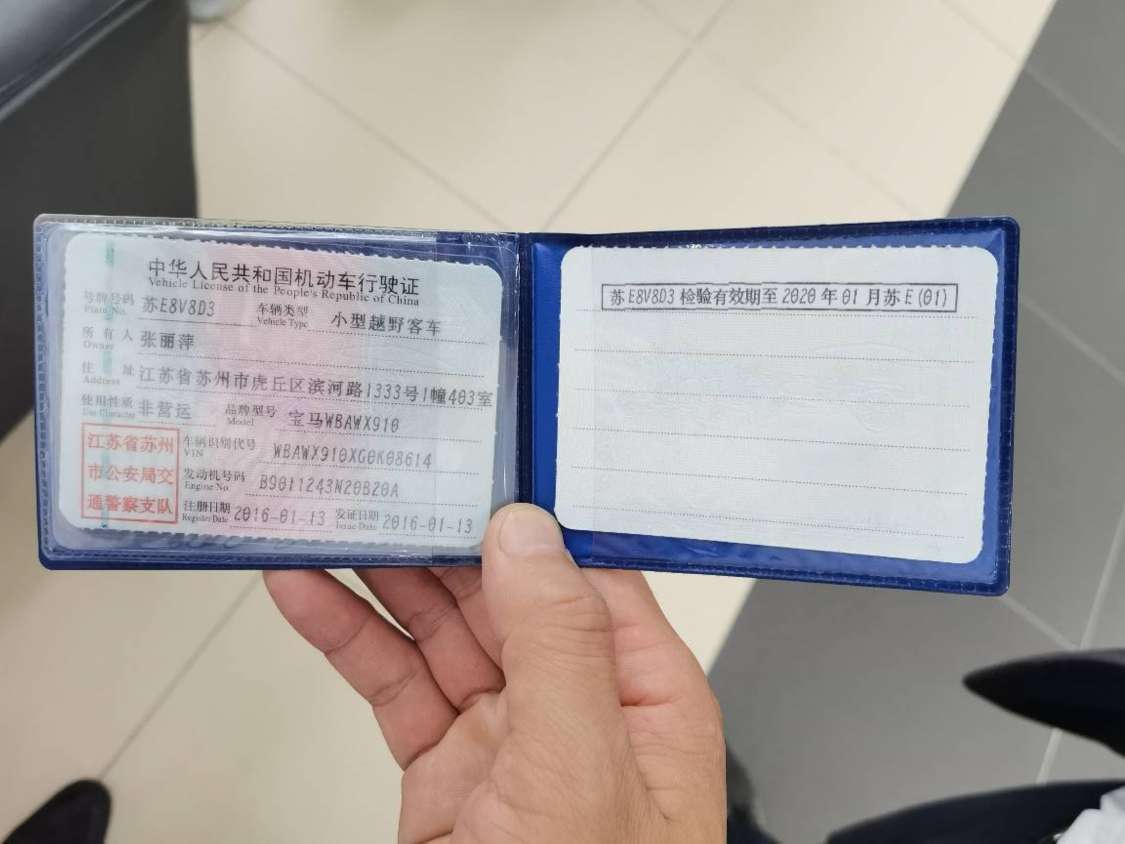 中华人民共和国机动车行驶证
Vehicle License of the People's Republic of China
号牌号码 苏E8V8D3 车辆类型 小型越野客车
Plate No. Vehicle Type
所有人 张丽萍
Owner
住址 江苏省苏州市虎丘区滨河路1333号1幢403室
Address
使用性质 非营运 品牌型号 宝马WBAWX910
Use Character Model
江苏省苏州
市公安局交
通警察支队
车辆识别代号 WBAWX910XG0K08614
VIN
发动机号码 B9011243N20B20A
Engine No.
注册日期 2016-01-13 发证日期 2016-01-13
Register Date Issue Date
苏E8V8D3 检验有效期至 2020 年 01 月苏 E(01)